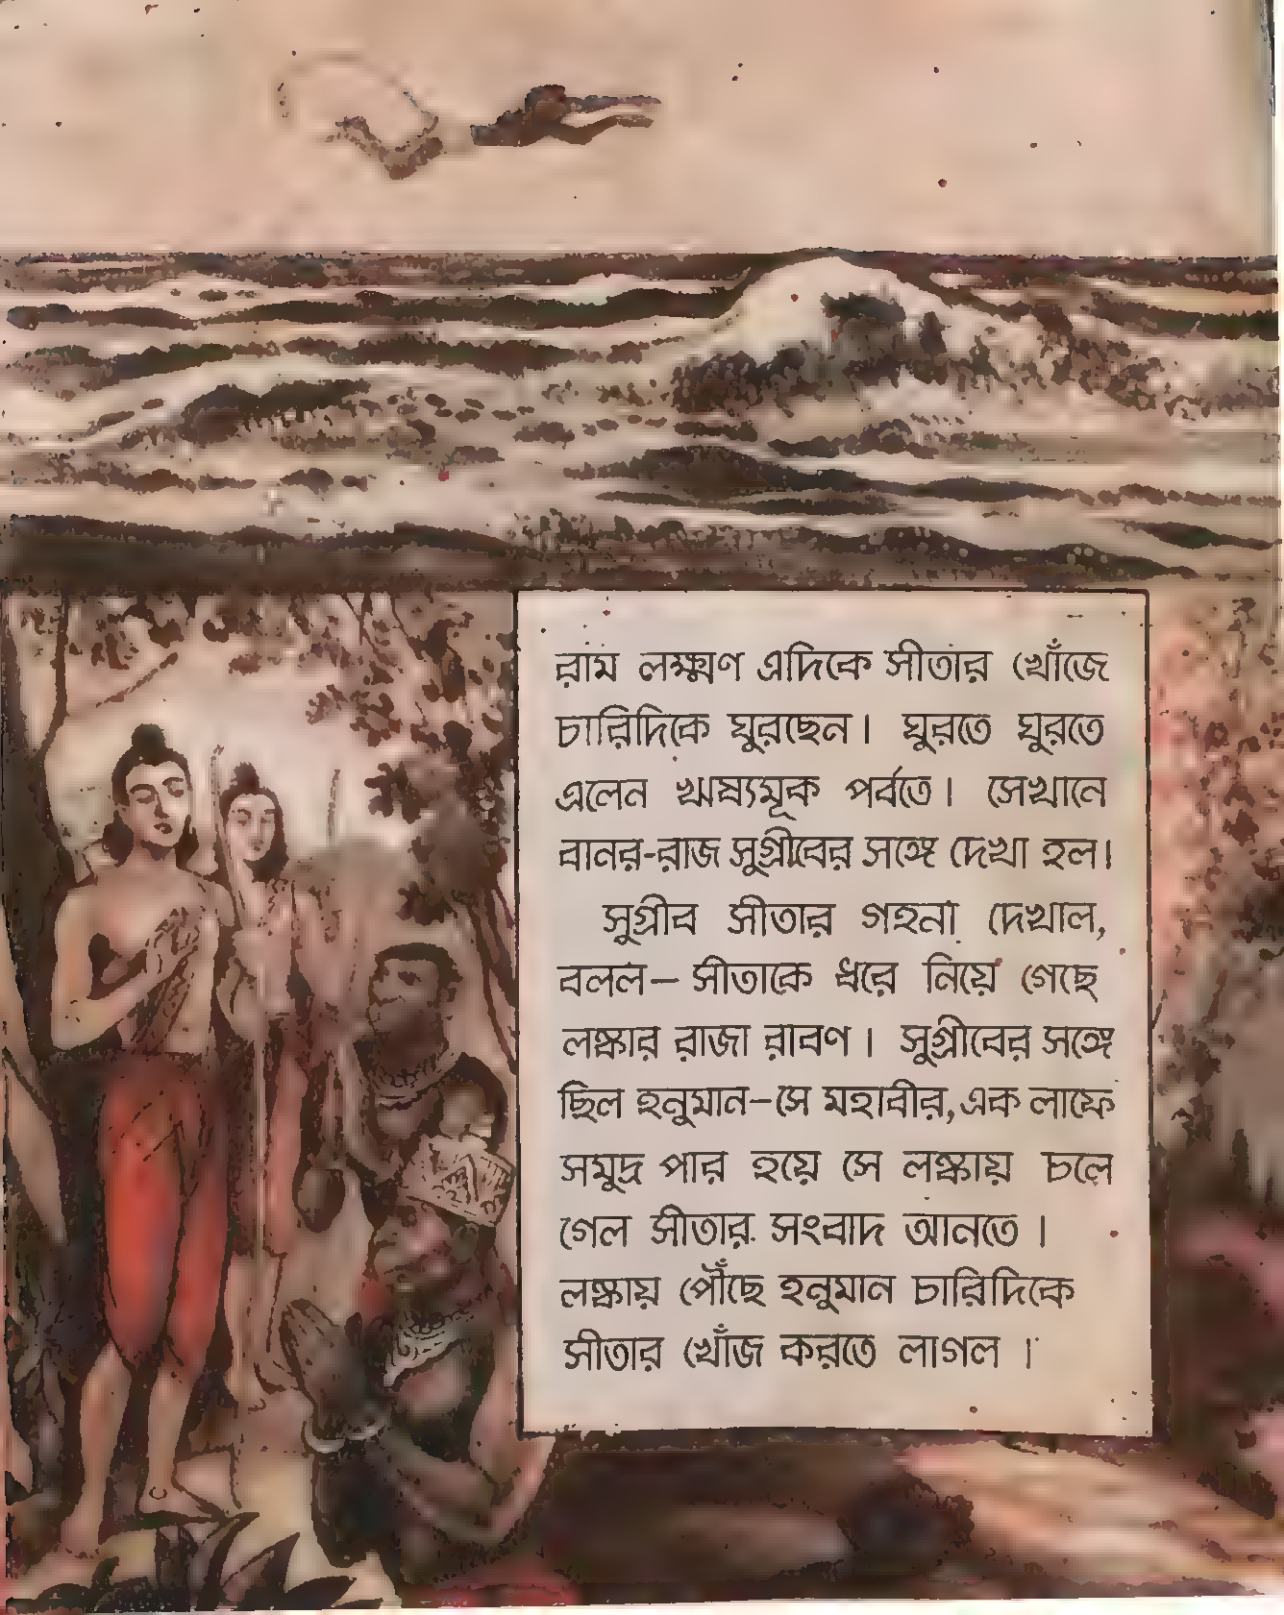 রাম লক্ষ্মণ এদিকে সীতার খোঁজে
চারিদিকে ঘুরছেন। ঘুরতে ঘুরতে
এলেন ঋষ্যমূক পর্বতে। সেখানে
বানর-রাজ সুগ্রীবের সঙ্গে দেখা হল।
সুগ্রীব সীতার গহনা দেখাল,
বলল— সীতাকে ধরে নিয়ে গেছে
লঙ্কার রাজা রাবণ। সুগ্রীবের সঙ্গে
ছিল হনুমান—সে মহাবীর,এক লাফে
সমুদ্র পার হয়ে সে লঙ্কায় চলে
গেল সীতার সংবাদ আনতে।
লঙ্কায় পৌঁছে হনুমান চারিদিকে
সীতার খোঁজ করতে লাগল।